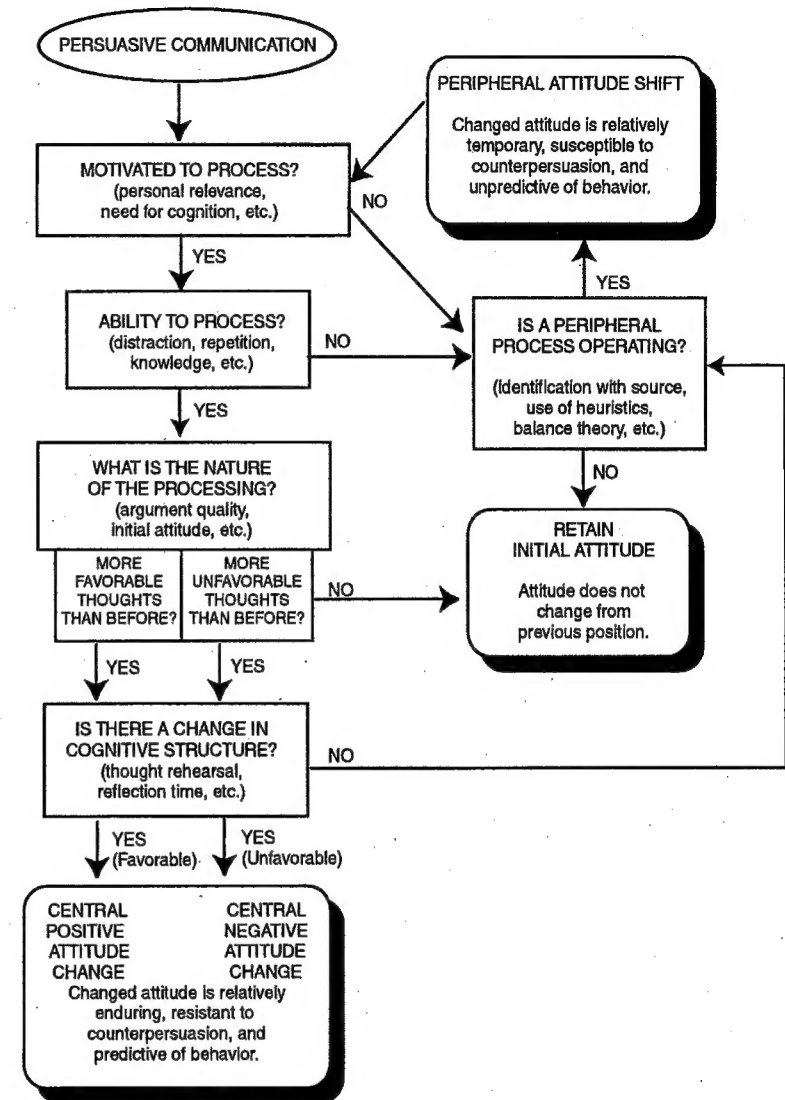 PERSUASIVE COMMUNICATION
PERIPHERAL ATTITUDE SHIFT
Changed attitude is relatively
temporary, susceptible to
counterpersuasion, and
unpredictive of behavior.
MOTIVATED TO PROCESS?
(personal relevance,
need for cognition, etc.)
NO
YES
YES
ABILITY TO PROCESS?
(distraction, repetition,
knowledge, etc.)
NO
IS A PERIPHERAL
PROCESS OPERATING?
(identification with source,
use of heuristics,
balance theory, etc.)
YES
NO
WHAT IS THE NATURE
OF THE PROCESSING?
(argument quality,
initial attitude, etc.)
MORE
FAVORABLE
THOUGHTS
THAN BEFORE?
MORE
UNFAVORABLE
THOUGHTS
THAN BEFORE?
NO
RETAIN
INITIAL ATTITUDE
Attitude does not
change from
previous position.
YES
YES
IS THERE A CHANGE IN
COGNITIVE STRUCTURE?
(thought rehearsal,
reflection time, etc.)
NO
YES
(Favorable)
YES
(Unfavorable)
CENTRAL
POSITIVE
ATTITUDE
CHANGE
CENTRAL
NEGATIVE
ATTITUDE
CHANGE
Changed attitude is relatively
enduring, resistant to
counterpersuasion, and
predictive of behavior.